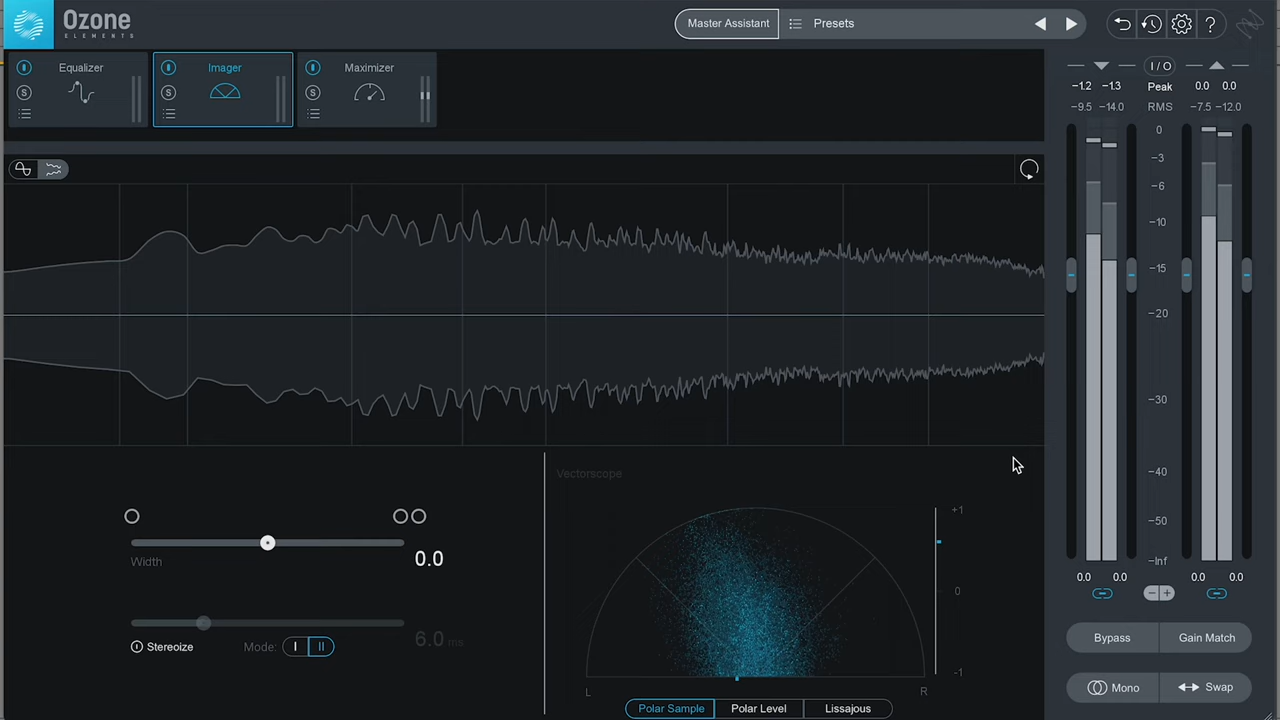 Ozone
ELEMENTS
Master Assistant
Presets
?
Equalizer
Imager
Maximizer
S
S
S
I / O
-1.2 -1.3 Peak 0.0 0.0
-9.5 -14.0 RMS -7.5 -12.0
0
-3
-6
-10
-15
-20
-30
-40
-50
-Inf
0.0 0.0 0.0 0.0
Bypass
Gain Match
Mono
Swap
Width
0.0
Stereoize
Mode: I II
6.0 ms
Vectorscope
+1
0
-1
L
R
Polar Sample
Polar Level
Lissajous